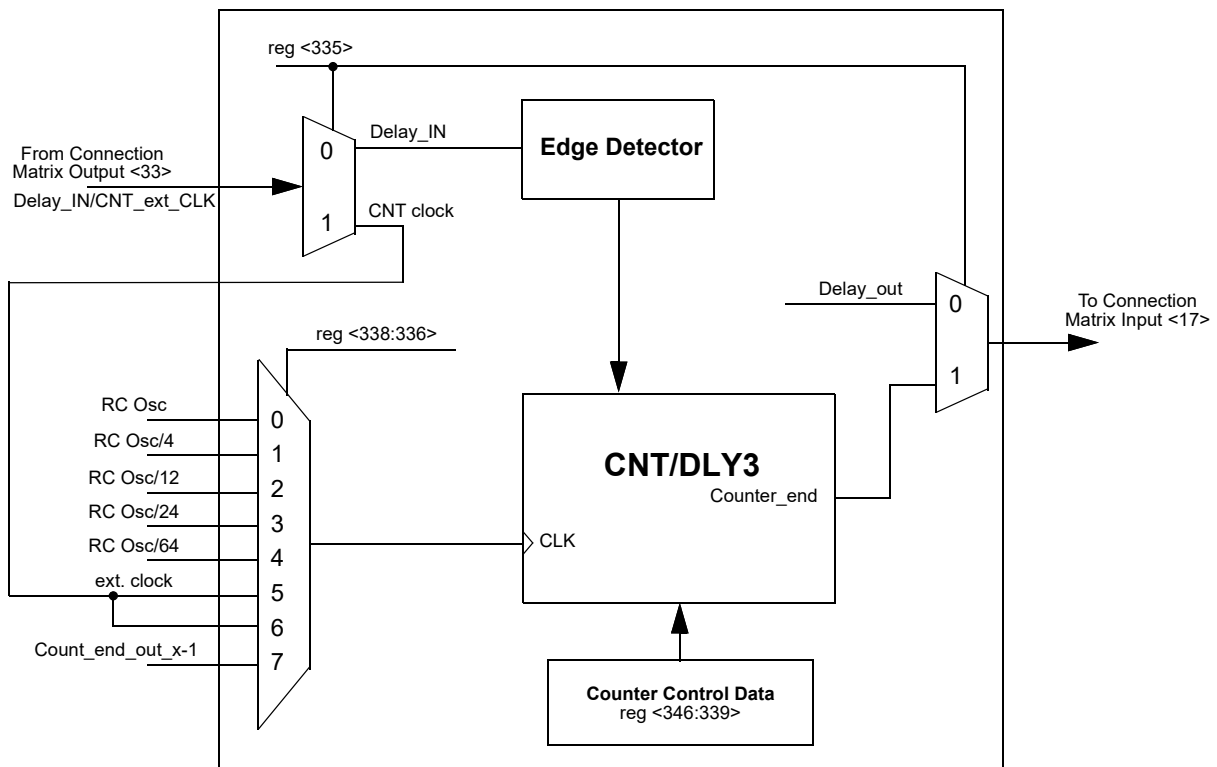 reg <335>
0
Delay_IN
Edge Detector
From Connection
Matrix Output <33>
Delay_IN/CNT_ext_CLK
1
CNT clock
Delay_out
0
To Connection
Matrix Input <17>
1
reg <338:336>
RC Osc
0
RC Osc/4
1
RC Osc/12
2
RC Osc/24
3
RC Osc/64
4
ext. clock
5
6
Count_end_out_x-1
7
CNT/DLY3
Counter_end
CLK
Counter Control Data
reg <346:339>